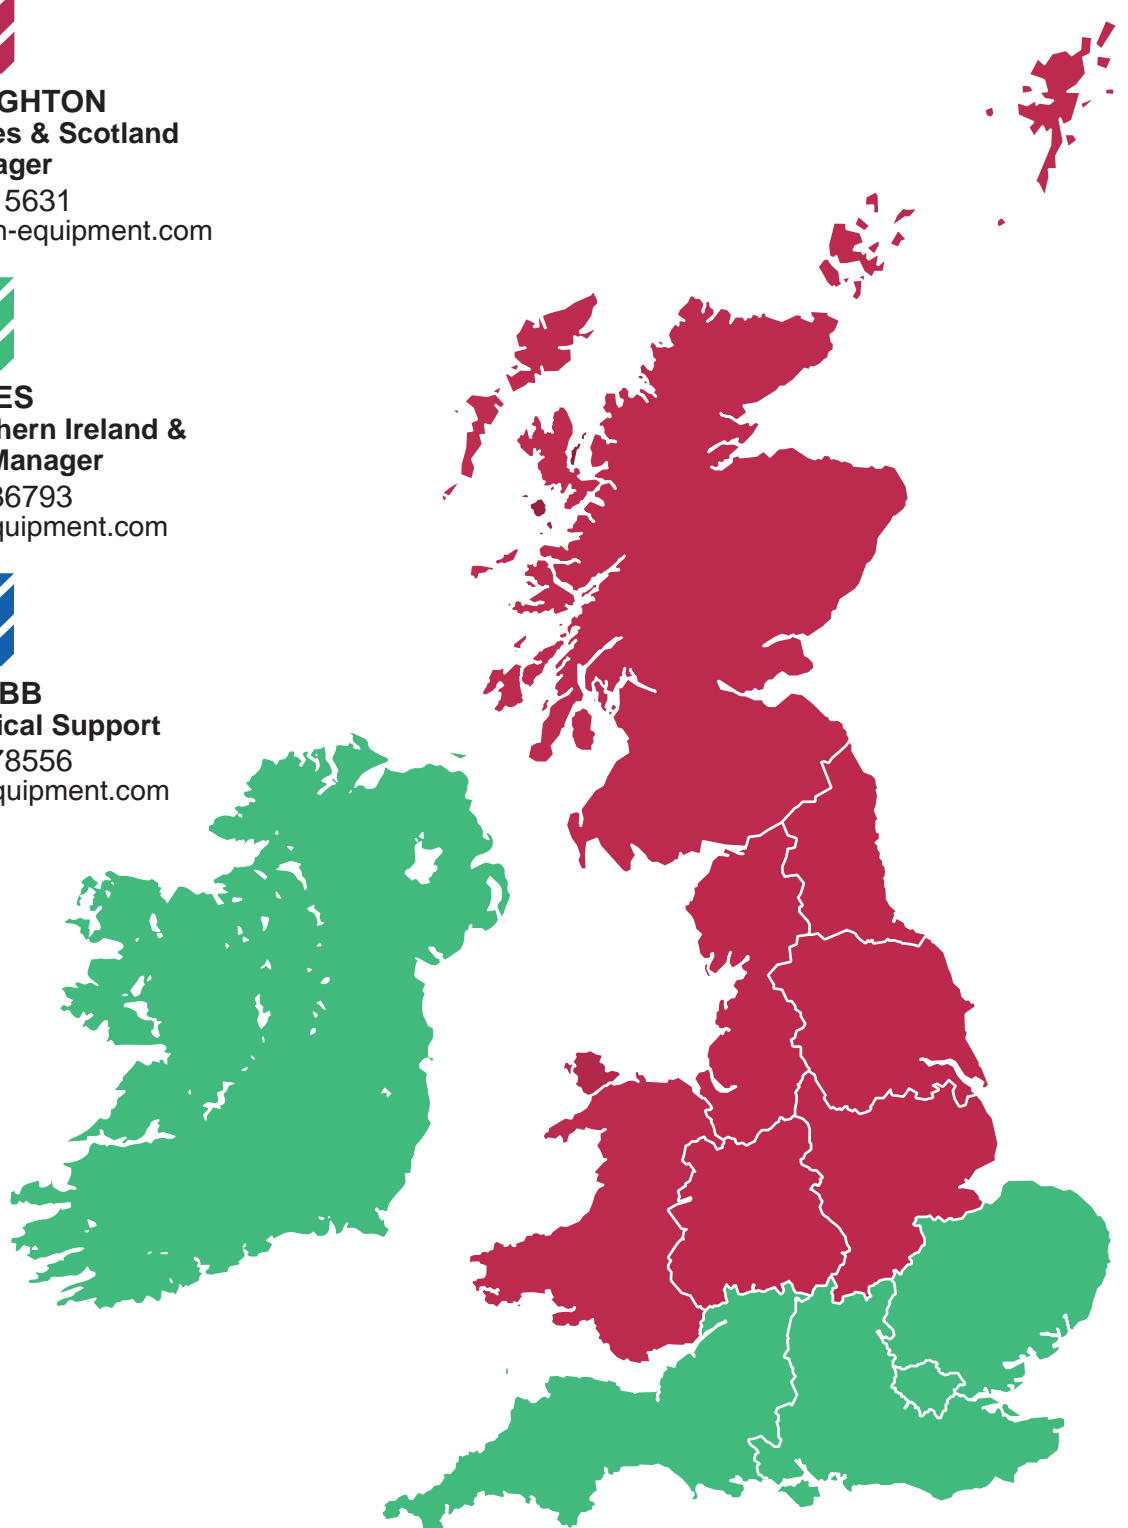 GHTON
es & Scotland
ager
5631
n-equipment.com
ES
hern Ireland &
Manager
36793
quipment.com
BB
ical Support
78556
quipment.com